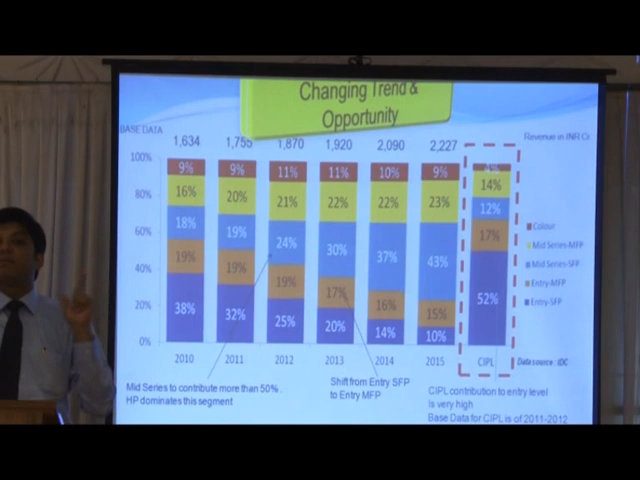 Changing Trend &
Opportunity
BASE DATA
1,634 1,755 1,870 1,920 2,090 2,227 Revenue in INR Cr
100%
80%
60%
40%
20%
0%
9% 9% 11% 11% 10% 9% 4%
16% 20% 21% 22% 22% 23% 14%
18% 19% 24% 30% 37% 43% 12%
19% 19% 19% 17% 16% 15% 17%
38% 32% 25% 20% 14% 10% 52%
Colour
Mid Series-MFP
Mid Series-SFP
Entry-MFP
Entry-SFP
2010 2011 2012 2013 2014 2015 CIPL Data source : IDC
Mid Series to contribute more than 50% .
HP dominates this segment
Shift from Entry SFP
to Entry MFP
CIPL contribution to entry level
Is very high
Base Data for CIPL is of 2011-2012